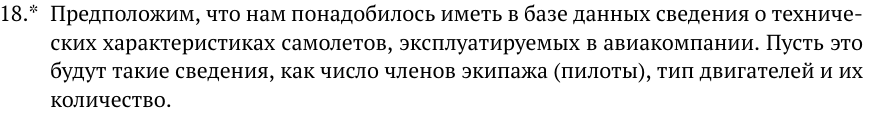 18.* Предположим, что нам понадобилось иметь в базе данных сведения о техниче-
ских характеристиках самолетов, эксплуатируемых в авиакомпании. Пусть это
будут такие сведения, как число членов экипажа (пилоты), тип двигателей и их
количество.